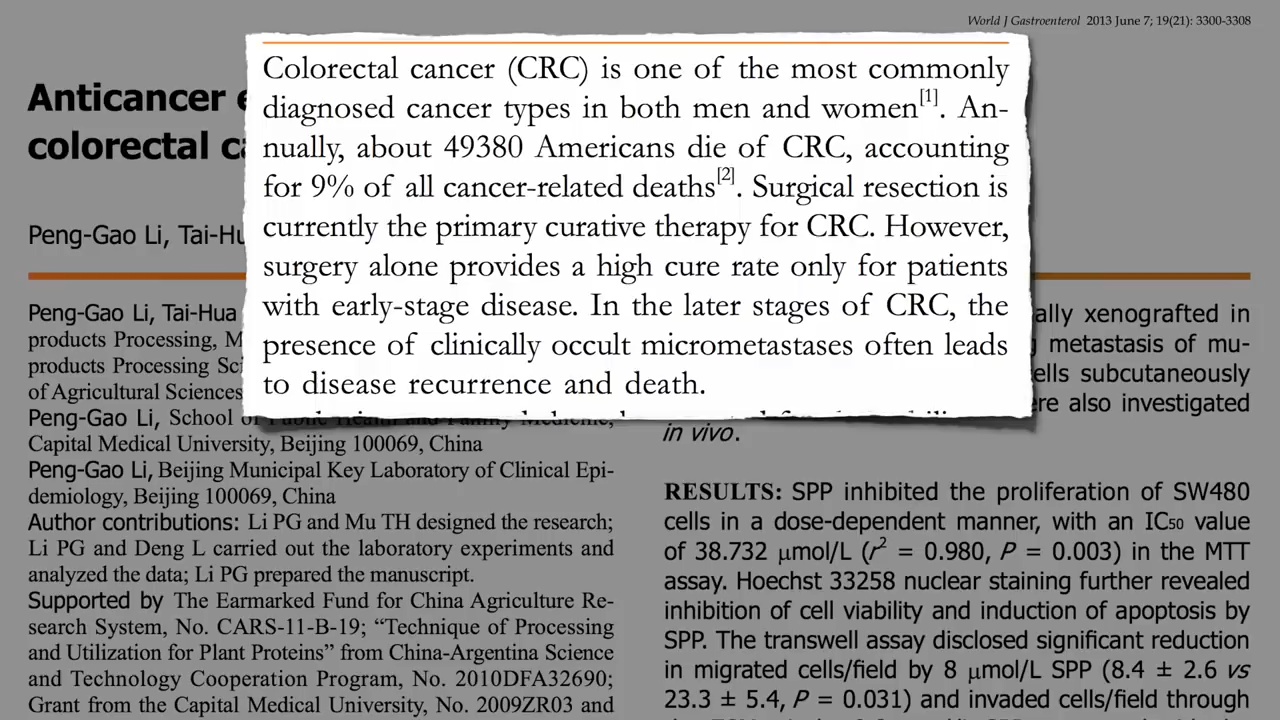 World J Gastroenterol 2013 June 7; 19(21): 3300-3308
Anticancer
colorectal
Peng-Gao Li,
Colorectal cancer (CRC) is one of the most commonly
diagnosed cancer types in both men and women[1]. An-
nually, about 49380 Americans die of CRC, accounting
for 9% of all cancer-related deaths[2]. Surgical resection is
currently the primary curative therapy for CRC. However,
surgery alone provides a high cure rate only for patients
with early-stage disease. In the later stages of CRC, the
presence of clinically occult micrometastases often leads
to disease recurrence and death.
Peng-Gao Li, Tai-Hua
products Processing,
products Processing
of Agricultural Sciences
Peng-Gao Li, School of Public Health and Family Medicine,
Capital Medical University, Beijing 100069, China
Peng-Gao Li, Beijing Municipal Key Laboratory of Clinical Epi-
demiology, Beijing 100069, China
Author contributions: Li PG and Mu TH designed the research;
Li PG and Deng L carried out the laboratory experiments and
analyzed the data; Li PG prepared the manuscript.
Supported by The Earmarked Fund for China Agriculture Re-
search System, No. CARS-11-B-19; “Technique of Processing
and Utilization for Plant Proteins” from China-Argentina Science
and Technology Cooperation Program, No. 2010DFA32690;
Grant from the Capital Medical University, No. 2009ZR03 and
ally xenografted in
metastasis of mu-
ells subcutaneously
re also investigated
in vivo.
RESULTS: SPP inhibited the proliferation of SW480
cells in a dose-dependent manner, with an IC50 value
of 38.732 μmol/L (r2 = 0.980, P = 0.003) in the MTT
assay. Hoechst 33258 nuclear staining further revealed
inhibition of cell viability and induction of apoptosis by
SPP. The transwell assay disclosed significant reduction
in migrated cells/field by 8 μmol/L SPP (8.4 ± 2.6 vs
23.3 ± 5.4, P = 0.031) and invaded cells/field through